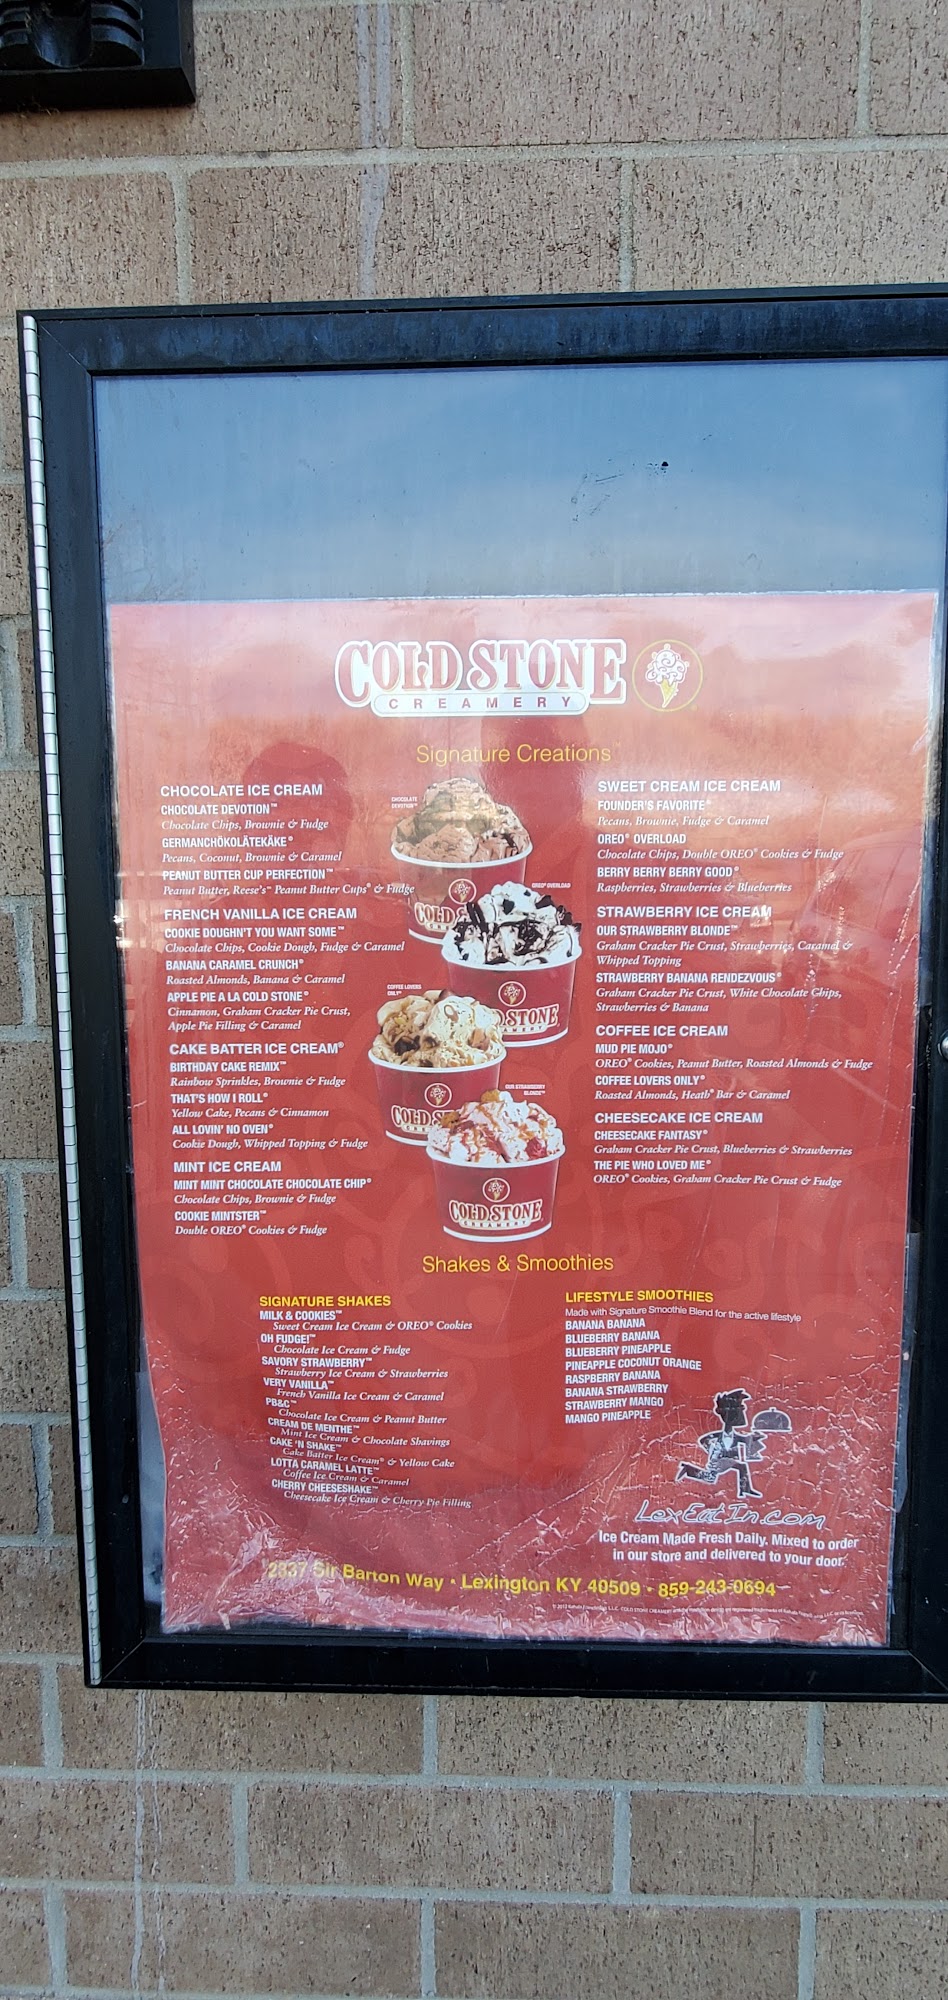 COLD STONE
CREAMERY
Signature Creations
CHOCOLATE ICE CREAM
CHOCOLATE DEVOTION™
Chocolate Chips, Brownie & Fudge
GERMANCHÖKOLÄTEKÄKE®
Pecans, Coconut, Brownie & Caramel
PEANUT BUTTER CUP PERFECTION™
Peanut Butter, Reese's® Peanut Butter Cups® & Fudge
FRENCH VANILLA ICE CREAM
COOKIE DOUGHN'T YOU WANT SOME™
Chocolate Chips, Cookie Dough, Fudge & Caramel
BANANA CARAMEL CRUNCH®
Roasted Almonds, Banana & Caramel
APPLE PIE A LA COLD STONE®
Cinnamon, Graham Cracker Pie Crust,
Apple Pie Filling & Caramel
CAKE BATTER ICE CREAM®
BIRTHDAY CAKE REMIX™
Rainbow Sprinkles, Brownie & Fudge
THAT'S HOW I ROLL®
Yellow Cake, Pecans & Cinnamon
ALL LOVIN' NO OVEN®
Cookie Dough, Whipped Topping & Fudge
MINT ICE CREAM
MINT MINT CHOCOLATE CHOCOLATE CHIP®
Chocolate Chips, Brownie & Fudge
COOKIE MINTSTER™
Double OREO® Cookies & Fudge
CHOCOLATE
DEVOTION™
OREO® OVERLOAD
COFFEE LOVERS
ONLY®
OUR STRAWBERRY
BLONDE™
COLD STONE
CREAMERY
SWEET CREAM ICE CREAM
FOUNDER'S FAVORITE®
Pecans, Brownie, Fudge & Caramel
OREO® OVERLOAD
Chocolate Chips, Double OREO® Cookies & Fudge
BERRY BERRY BERRY GOOD®
Raspberries, Strawberries & Blueberries
STRAWBERRY ICE CREAM
OUR STRAWBERRY BLONDE™
Graham Cracker Pie Crust, Strawberries, Caramel &
Whipped Topping
STRAWBERRY BANANA RENDEZVOUS®
Graham Cracker Pie Crust, White Chocolate Chips,
Strawberries & Banana
COFFEE ICE CREAM
MUD PIE MOJO®
OREO® Cookies, Peanut Butter, Roasted Almonds & Fudge
COFFEE LOVERS ONLY®
Roasted Almonds, Heath® Bar & Caramel
CHEESECAKE ICE CREAM
CHEESECAKE FANTASY®
Graham Cracker Pie Crust, Blueberries & Strawberries
THE PIE WHO LOVED ME®
OREO® Cookies, Graham Cracker Pie Crust & Fudge
Shakes & Smoothies
SIGNATURE SHAKES
MILK & COOKIES™
Sweet Cream Ice Cream & OREO® Cookies
OH FUDGE!™
Chocolate Ice Cream & Fudge
SAVORY STRAWBERRY™
Strawberry Ice Cream & Strawberries
VERY VANILLA™
French Vanilla Ice Cream & Caramel
PB&C™
Chocolate Ice Cream & Peanut Butter
CREAM DE MENTHE™
Mint Ice Cream & Chocolate Shavings
CAKE 'N SHAKE™
Cake Batter Ice Cream® & Yellow Cake
LOTTA CARAMEL LATTE™
Coffee Ice Cream & Caramel
CHERRY CHEESESHAKE™
Cheesecake Ice Cream & Cherry Pie Filling
LIFESTYLE SMOOTHIES
Made with Signature Smoothie Blend for the active lifestyle
BANANA BANANA
BLUEBERRY BANANA
BLUEBERRY PINEAPPLE
PINEAPPLE COCONUT ORANGE
RASPBERRY BANANA
BANANA STRAWBERRY
STRAWBERRY MANGO
MANGO PINEAPPLE
LexEatIn.com
Ice Cream Made Fresh Daily. Mixed to order
in our store and delivered to your door.
2337 Sir Barton Way • Lexington KY 40509 • 859-243-0694